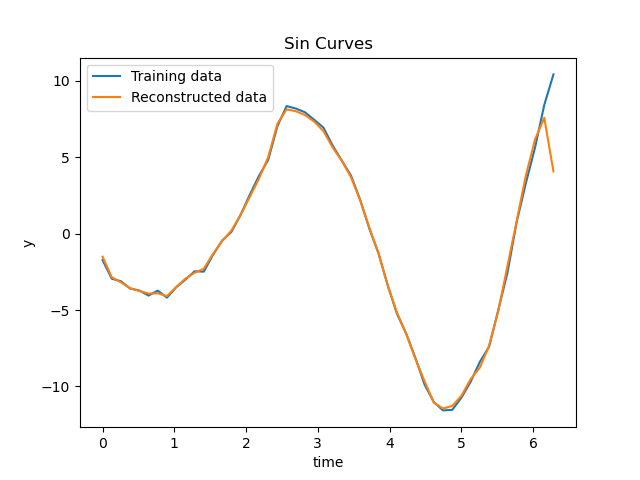 Sin Curves
Training data
Reconstructed data
10
5
0
−5
−10
y
0 1 2 3 4 5 6
time